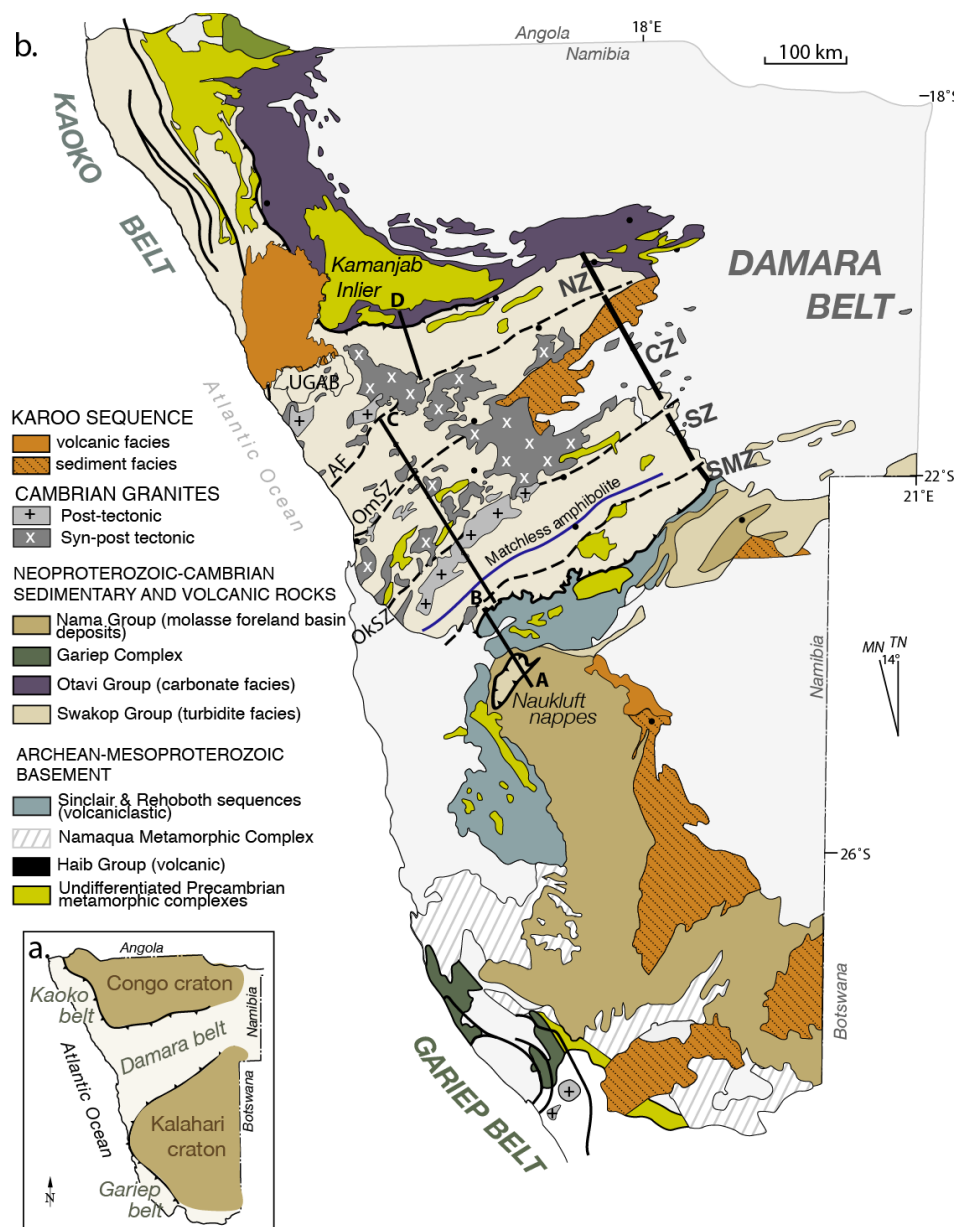 b.
Angola
Namibia
18˚E
100 km
18˚S
KAOKO
BELT
Kamanjab
Inlier
DAMARA
BELT
NZ
D
CZ
UGAB
C
SZ
AF
SMZ
22˚S
21˚E
OmSZ
Matchless amphibolite
Atlantic Ocean
OkSZ
B
A
Naukluft
nappes
Namibia
MN TN
14°
26˚S
Botswana
GARIEP BELT
KAROO SEQUENCE
volcanic facies
sediment facies
CAMBRIAN GRANITES
+ Post-tectonic
x Syn-post tectonic
NEOPROTEROZOIC-CAMBRIAN
SEDIMENTARY AND VOLCANIC ROCKS
Nama Group (molasse foreland basin
deposits)
Gariep Complex
Otavi Group (carbonate facies)
Swakop Group (turbidite facies)
ARCHEAN-MESOPROTEROZOIC
BASEMENT
Sinclair & Rehoboth sequences
(volcaniclastic)
Namaqua Metamorphic Complex
Haib Group (volcanic)
Undifferentiated Precambrian
metamorphic complexes
a.
Angola
Congo craton
Kaoko
belt
Namibia
Damara belt
Atlantic Ocean
Botswana
Kalahari
craton
Gariep
belt
N